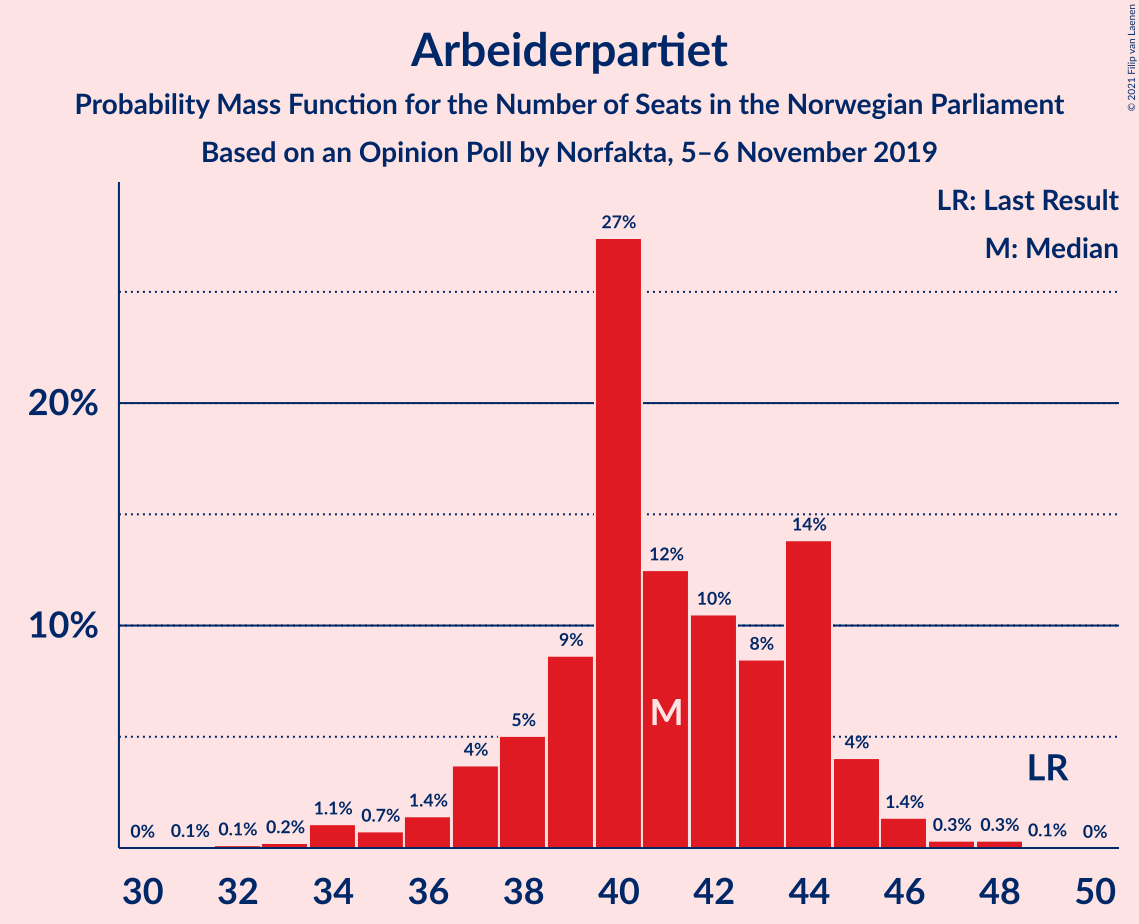 Arbeiderpartiet
Probability Mass Function for the Number of Seats in the Norwegian Parliament
Based on an Opinion Poll by Norfakta, 5–6 November 2019
© 2021 Filip van Laenen
LR: Last Result
M: Median
27%
20%
14%
12%
10%
10%
9%
8%
5%
4%
4%
M
LR
0%
0.1%
0.1%
0.2%
1.1%
0.7%
1.4%
1.4%
0.3%
0.3%
0.1%
0%
30 32 34 36 38 40 42 44 46 48 50